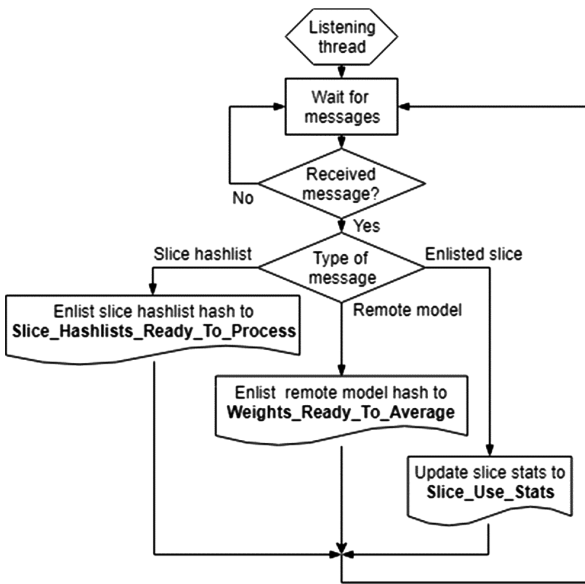 Listening
thread
Wait for
messages
Received
message?
No
Yes
Slice hashlist
Type of
message
Enlisted slice
Enlist slice hashlist hash to
Slice_Hashlists_Ready_To_Process
Remote model
Enlist remote model hash to
Weights_Ready_To_Average
Update slice stats to
Slice_Use_Stats